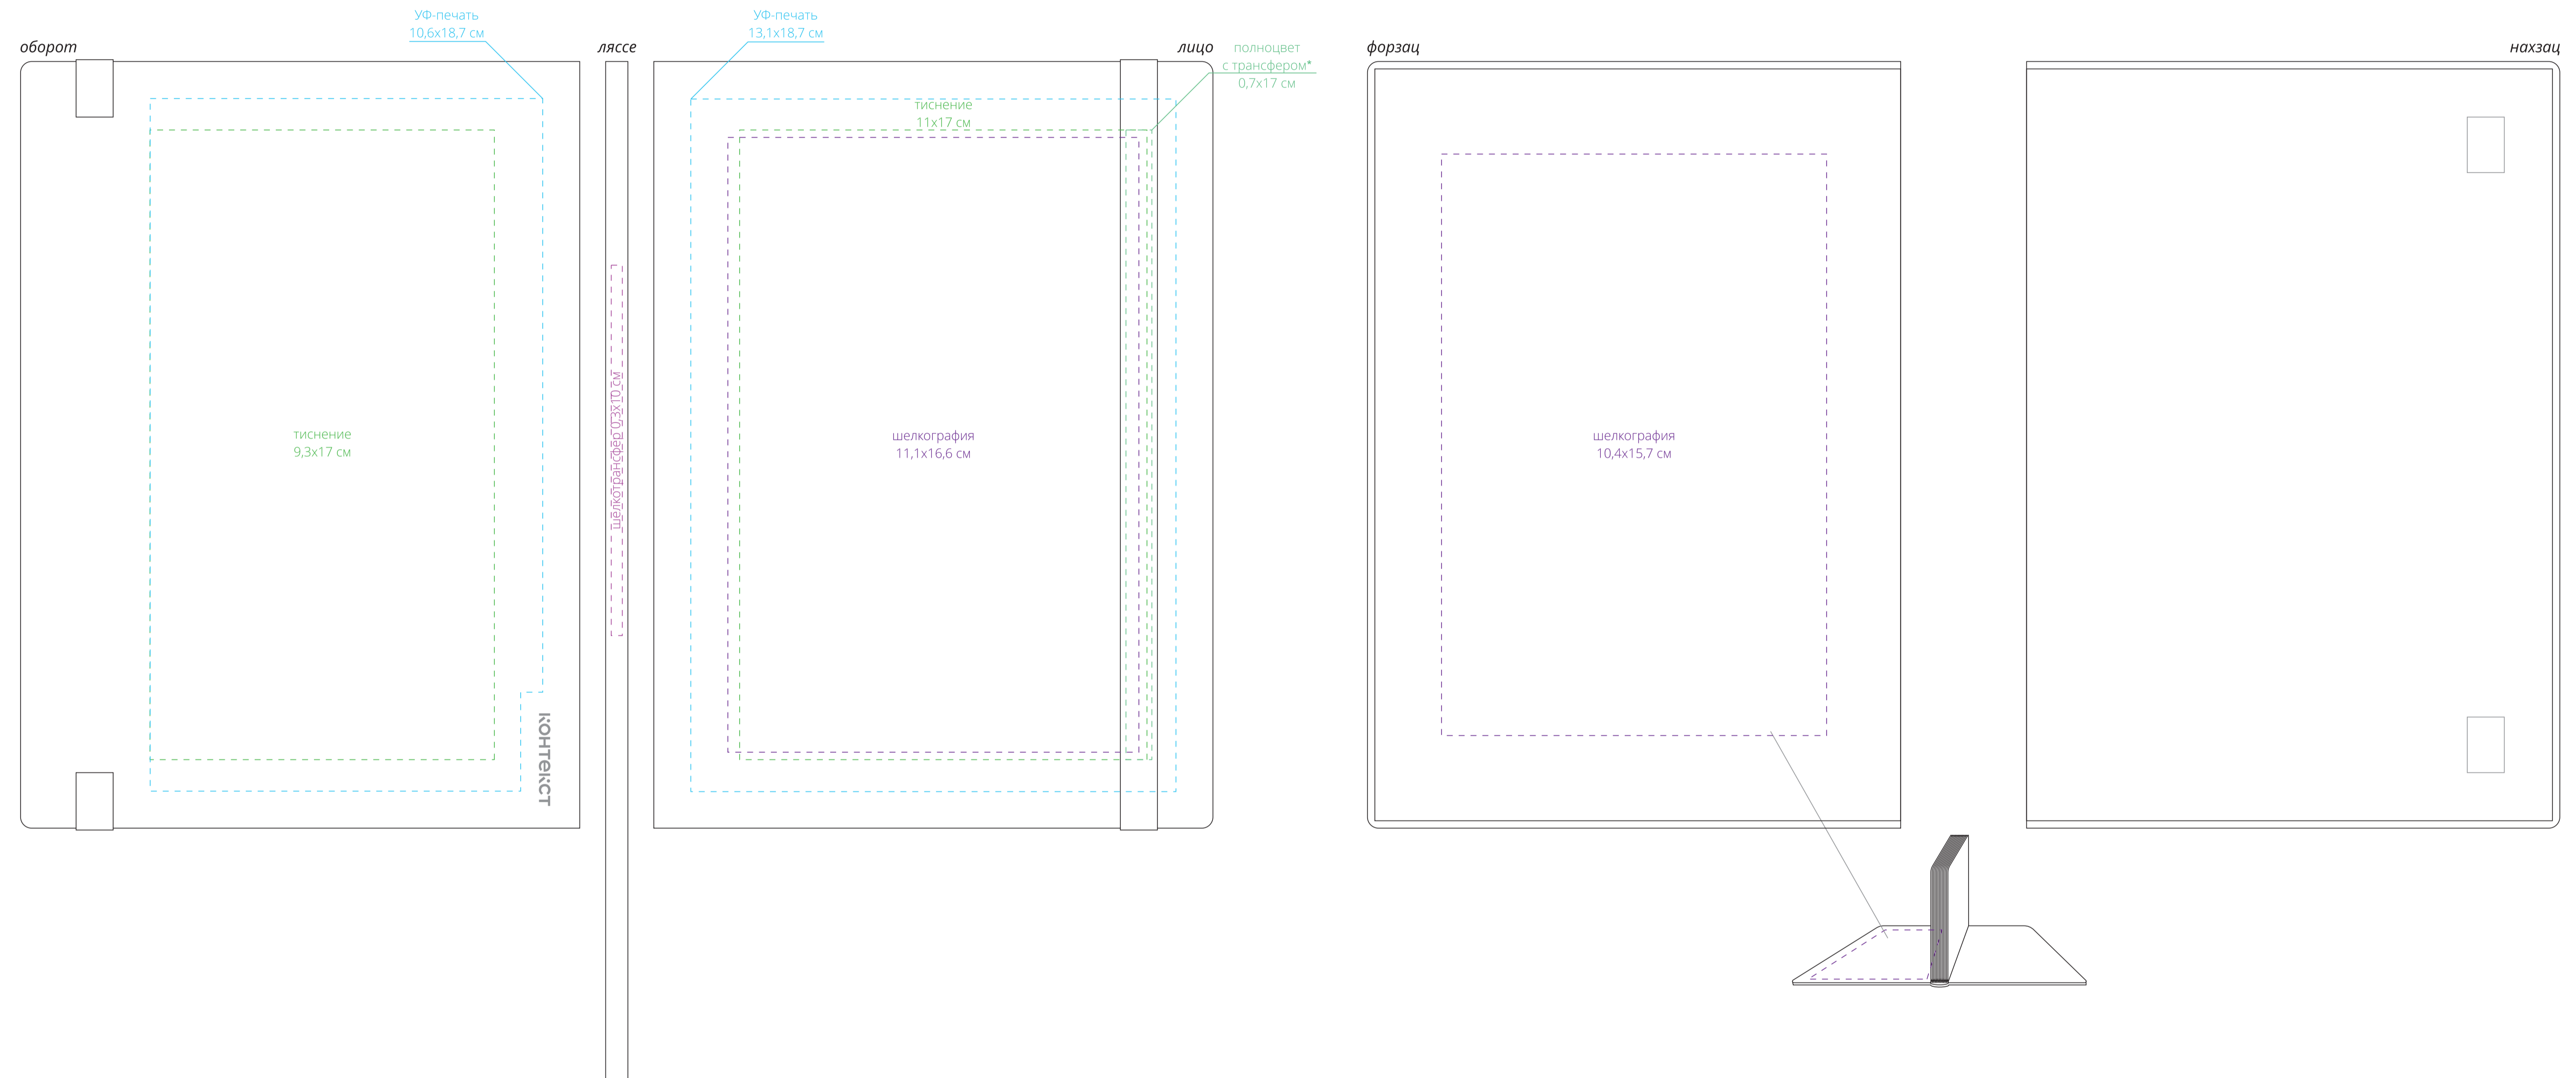 оборот
УФ-печать
10,6х18,7 см
тиснение
9,3х17 см
контекст
ляссе
шелкотрансфер 0,3х10 см
УФ-печать
13,1х18,7 см
лицо
полноцвет
с трансфером*
0,7х17 см
тиснение
11х17 см
шелкография
11,1х16,6 см
форзац
шелкография
10,4х15,7 см
нахзац